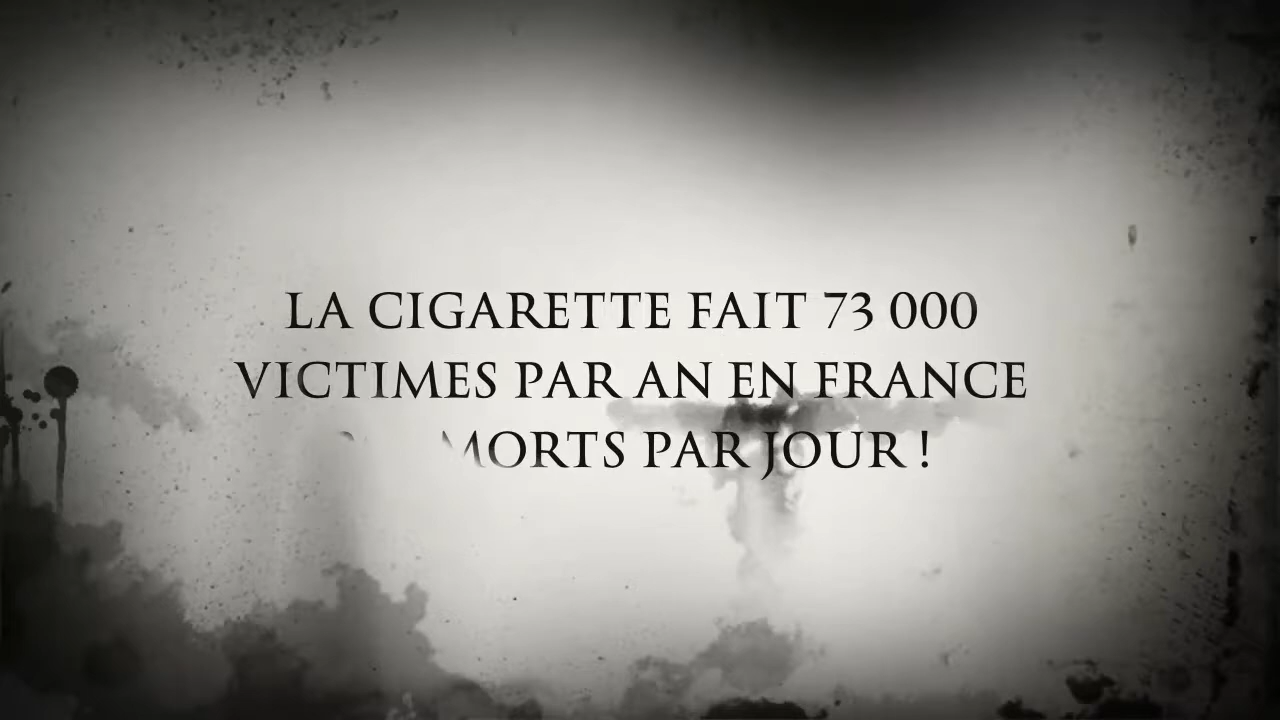 LA CIGARETTE FAIT 73 000
VICTIMES PAR AN EN FRANCE
MORTS PAR JOUR !